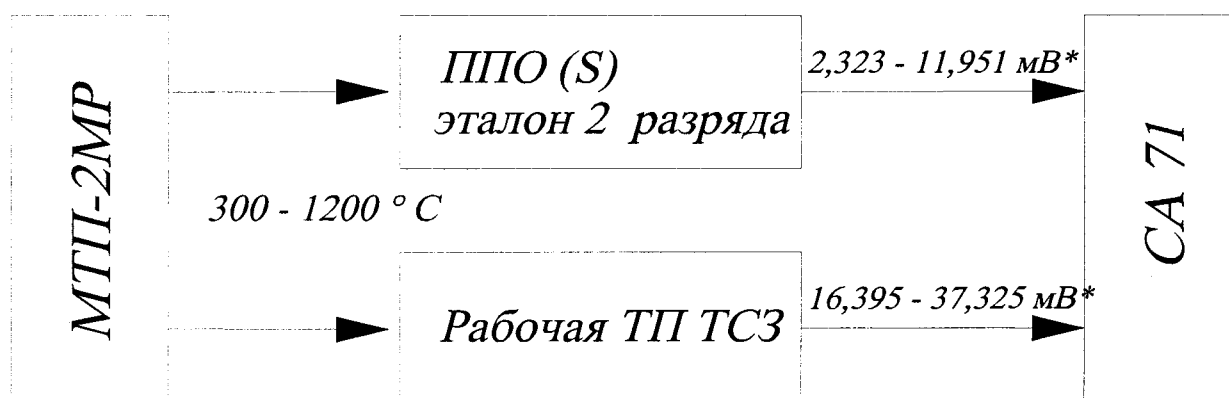 МТП-2МР
ППО (S)
эталон 2 разряда
2,323 - 11,951 мВ*
300 - 1200 ° С
Рабочая ТП ТСЗ
16,395 - 37,325 мВ*
СА 71